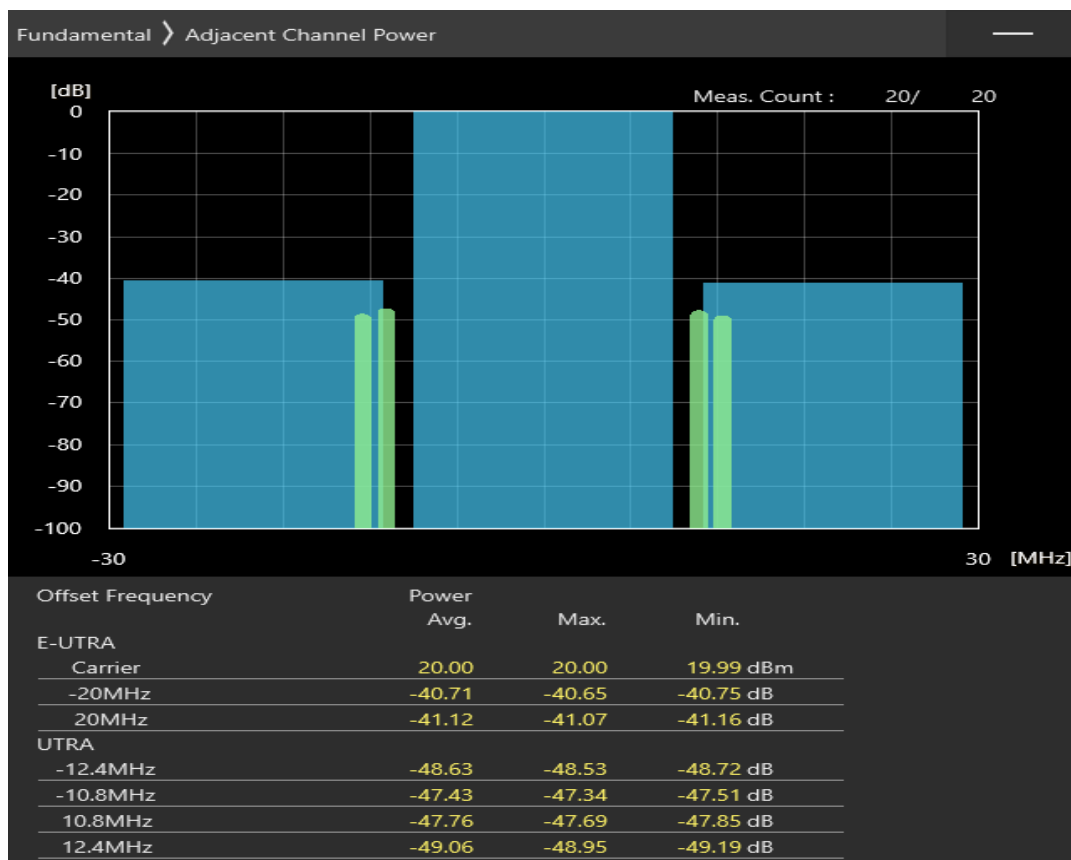 Fundamental ❯ Adjacent Channel Power
[dB]
Meas. Count : 20/ 20
0
-10
-20
-30
-40
-50
-60
-70
-80
-90
-100
-30 30 [MHz]
Offset Frequency Power
Avg. Max. Min.
E-UTRA
Carrier 20.00 20.00 19.99 dBm
-20MHz -40.71 -40.65 -40.75 dB
20MHz -41.12 -41.07 -41.16 dB
UTRA
-12.4MHz -48.63 -48.53 -48.72 dB
-10.8MHz -47.43 -47.34 -47.51 dB
10.8MHz -47.76 -47.69 -47.85 dB
12.4MHz -49.06 -48.95 -49.19 dB